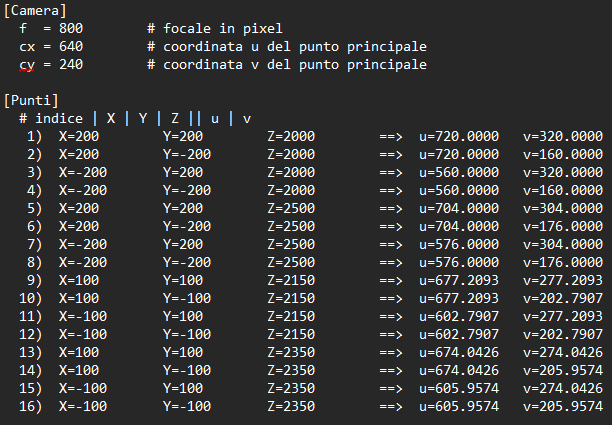 [Camera]
f  = 800        # focale in pixel
cx = 640        # coordinata u del punto principale
cy = 240        # coordinata v del punto principale
[Punti]
# indice | X | Y | Z || u | v
1)  X=200        Y=200        Z=2000        ==>  u=720.0000   v=320.0000
2)  X=200        Y=-200       Z=2000        ==>  u=720.0000   v=160.0000
3)  X=-200       Y=200        Z=2000        ==>  u=560.0000   v=320.0000
4)  X=-200       Y=-200       Z=2000        ==>  u=560.0000   v=160.0000
5)  X=200        Y=200        Z=2500        ==>  u=704.0000   v=304.0000
6)  X=200        Y=-200       Z=2500        ==>  u=704.0000   v=176.0000
7)  X=-200       Y=200        Z=2500        ==>  u=576.0000   v=304.0000
8)  X=-200       Y=-200       Z=2500        ==>  u=576.0000   v=176.0000
9)  X=100        Y=100        Z=2150        ==>  u=677.2093   v=277.2093
10)  X=100        Y=-100       Z=2150        ==>  u=677.2093   v=202.7907
11)  X=-100       Y=100        Z=2150        ==>  u=602.7907   v=277.2093
12)  X=-100       Y=-100       Z=2150        ==>  u=602.7907   v=202.7907
13)  X=100        Y=100        Z=2350        ==>  u=674.0426   v=274.0426
14)  X=100        Y=-100       Z=2350        ==>  u=674.0426   v=205.9574
15)  X=-100       Y=100        Z=2350        ==>  u=605.9574   v=274.0426
16)  X=-100       Y=-100       Z=2350        ==>  u=605.9574   v=205.9574